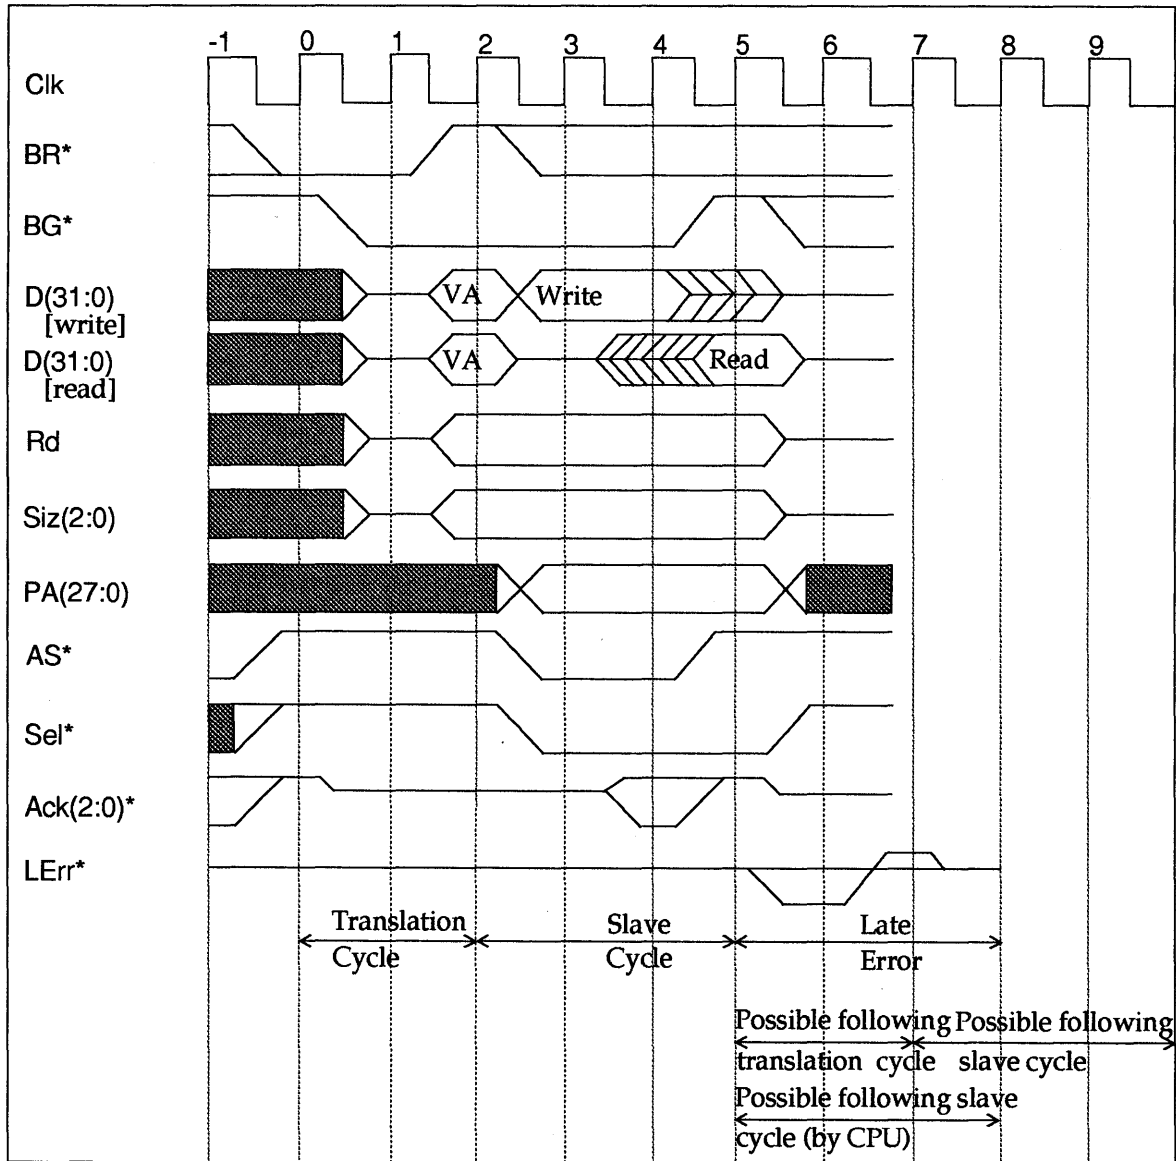 -1 0 1 2 3 4 5 6 7 8 9
Clk
BR*
BG*
D(31:0)
[write]
VA Write
D(31:0)
[read]
VA Read
Rd
Siz(2:0)
PA(27:0)
AS*
Sel*
Ack(2:0)*
LErr*
Translation Slave Late
Cycle Cycle Error
Possible following Possible following
translation cycle slave cycle
Possible following slave
cycle (by CPU)